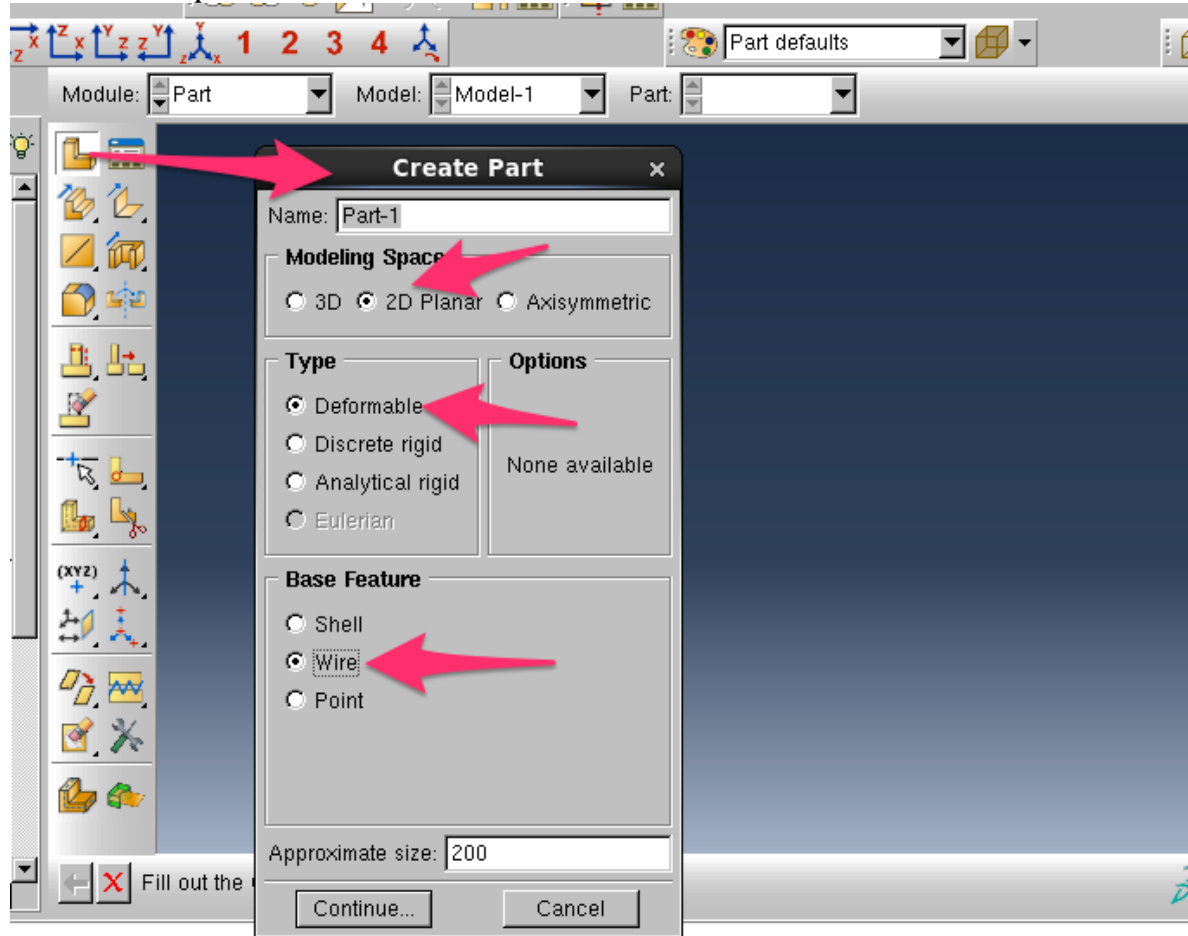 1 2 3 4 Part defaults
Module: Part Model: Model-1 Part:
Create Part
Name: Part-1
Modeling Space
3D 2D Planar Axisymmetric
Type
Options
Deformable
Discrete rigid
Analytical rigid
Eulerian
None available
Base Feature
Shell
Wire
Point
(XYZ)
Approximate size: 200
Fill out the
Continue... Cancel